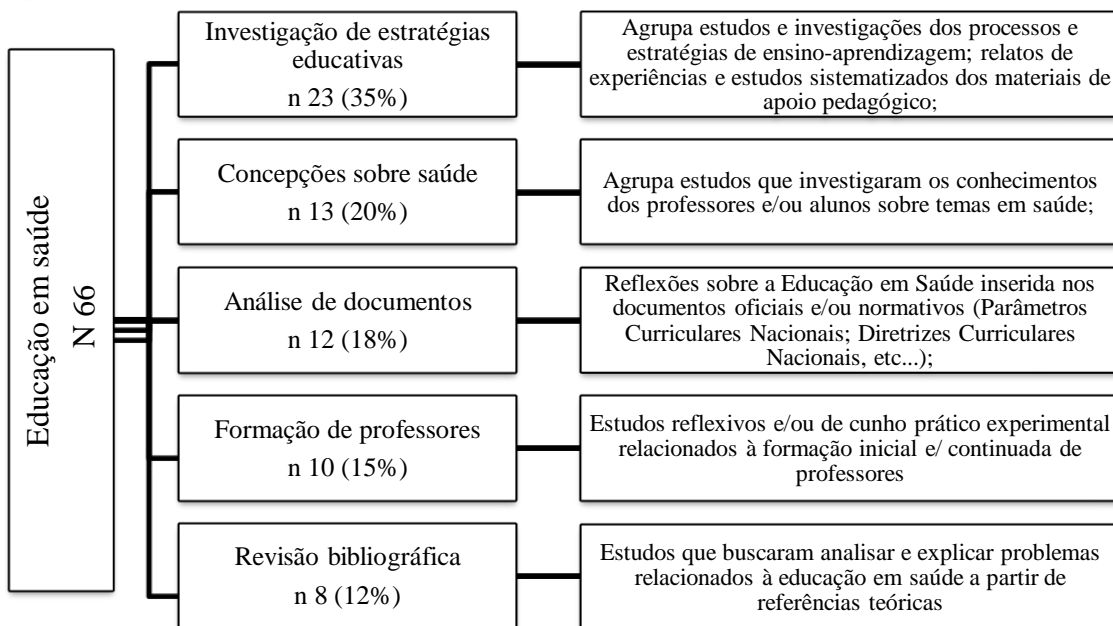 Educação em saúde
N 66
Investigação de estratégias
educativas
n 23 (35%)
Agrupa estudos e investigações dos processos e
estratégias de ensino-aprendizagem; relatos de
experiências e estudos sistematizados dos materiais de
apoio pedagógico;
Concepções sobre saúde
n 13 (20%)
Agrupa estudos que investigaram os conhecimentos
dos professores e/ou alunos sobre temas em saúde;
Análise de documentos
n 12 (18%)
Reflexões sobre a Educação em Saúde inserida nos
documentos oficiais e/ou normativos (Parâmetros
Curriculares Nacionais; Diretrizes Curriculares
Nacionais, etc...);
Formação de professores
n 10 (15%)
Estudos reflexivos e/ou de cunho prático experimental
relacionados à formação inicial e/ continuada de
professores
Revisão bibliográfica
n 8 (12%)
Estudos que buscaram analisar e explicar problemas
relacionados à educação em saúde a partir de
referências teóricas